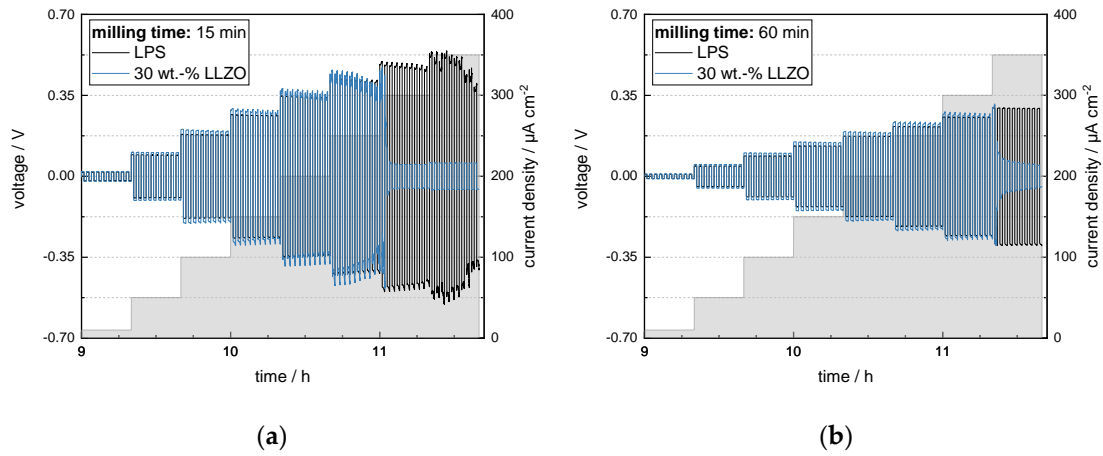 milling time: 15 min
LPS
30 wt.-% LLZO
0.70
0.35
0.00
-0.35
-0.70
voltage / V
400
300
200
100
0
current density / µA cm⁻²
9
10
11
time / h
(a)
milling time: 60 min
LPS
30 wt.-% LLZO
0.70
0.35
0.00
-0.35
-0.70
voltage / V
400
300
200
100
0
current density / µA cm⁻²
9
10
11
time / h
(b)